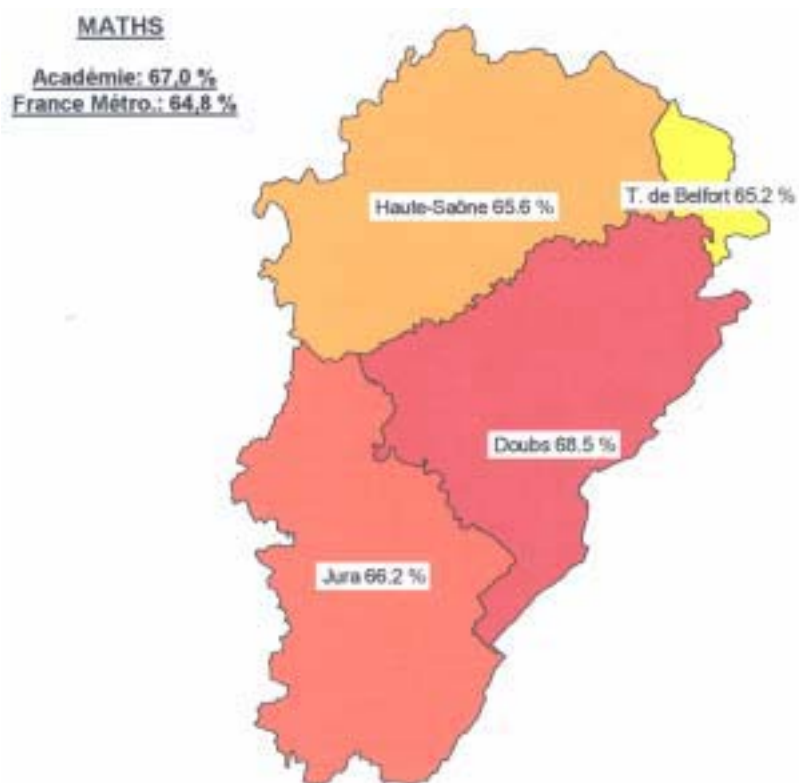 MATHS
Académie: 67,0 %
France Métro.: 64,8 %
Haute-Saône 65.6 %
T. de Belfort 65.2 %
Doubs 68.5 %
Jura 66.2 %